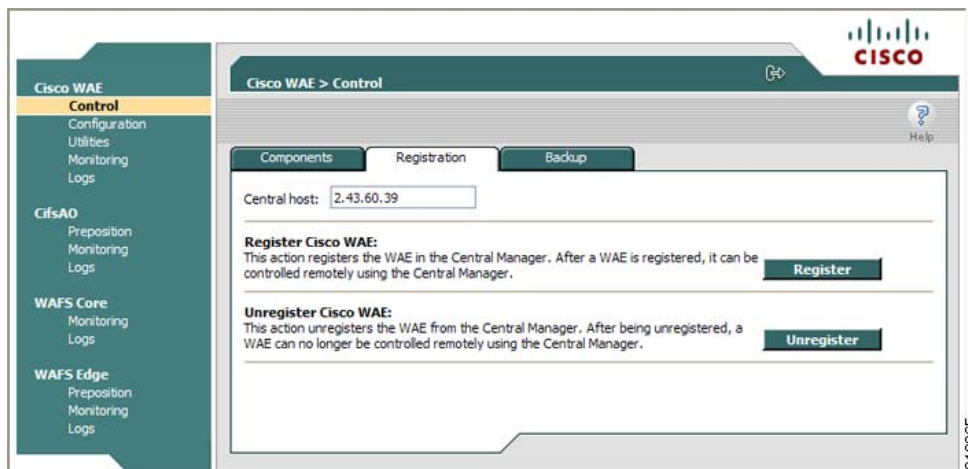 CISCO
Cisco WAE
Control
Configuration
Utilities
Monitoring
Logs
CifsAO
Preposition
Monitoring
Logs
WAFS Core
Monitoring
Logs
WAFS Edge
Preposition
Monitoring
Logs
Cisco WAE > Control
Help
Components
Registration
Backup
Central host: 2.43.60.39
Register Cisco WAE:
This action registers the WAE in the Central Manager. After a WAE is registered, it can be
controlled remotely using the Central Manager.
Register
Unregister Cisco WAE:
This action unregisters the WAE from the Central Manager. After being unregistered, a
WAE can no longer be controlled remotely using the Central Manager.
Unregister